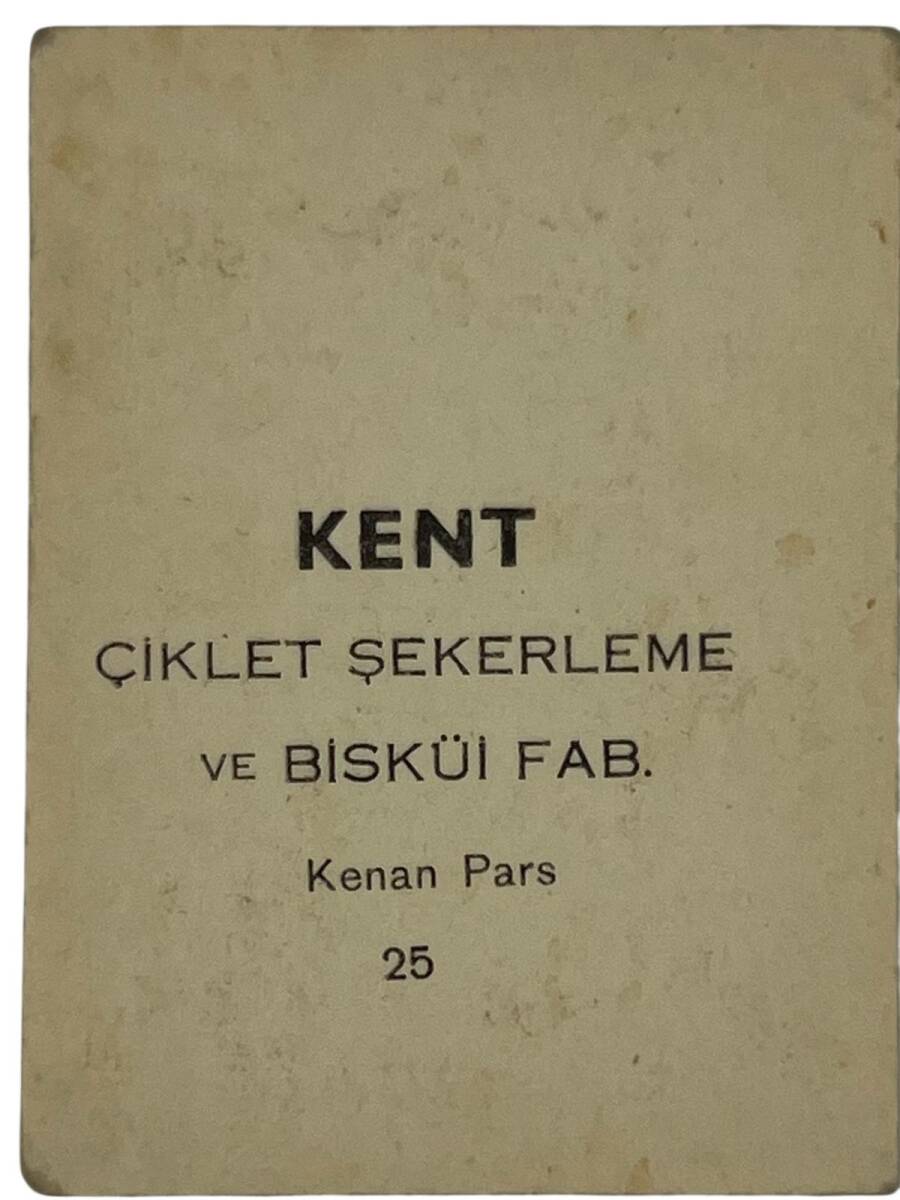 KENT
ÇİKLET ŞEKERLEME
VE BİSKÜİ FAB.
Kenan Pars
25